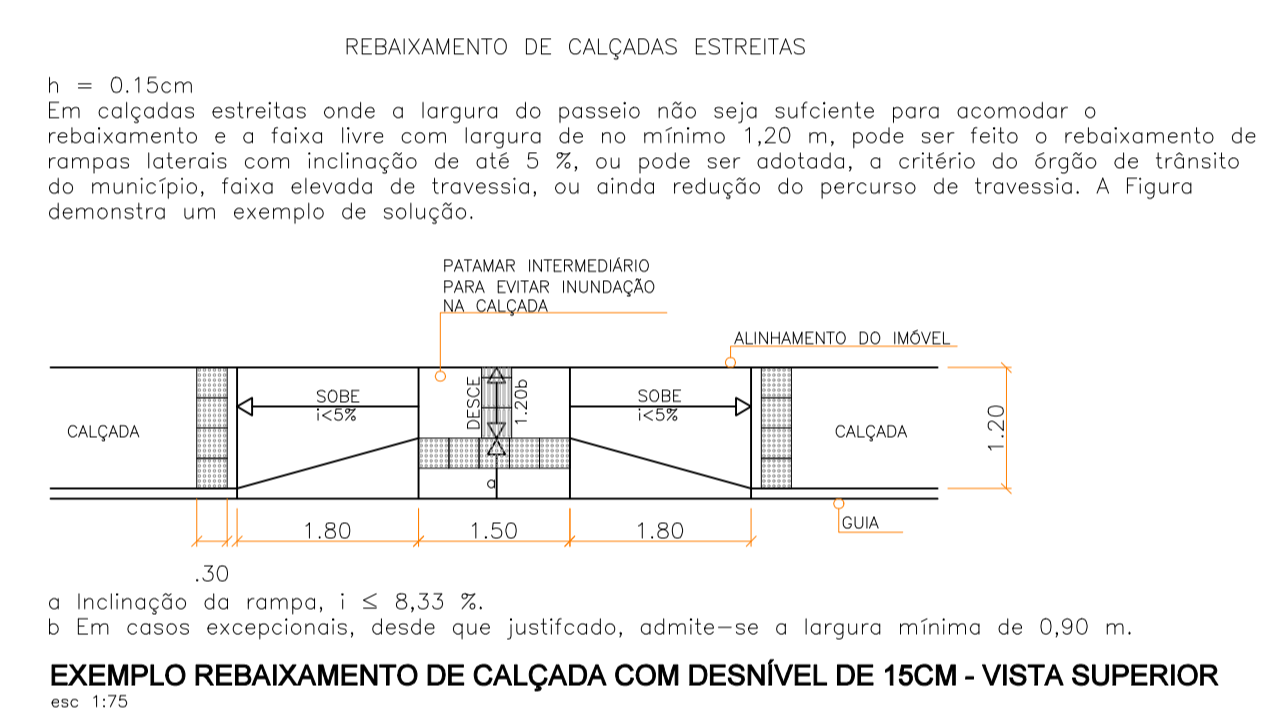 REBAIXAMENTO DE CALÇADAS ESTREITAS
h = 0.15cm
Em calçadas estreitas onde a largura do passeio não seja sufciente para acomodar o
rebaixamento e a faixa livre com largura de no mínimo 1,20 m, pode ser feito o rebaixamento de
rampas laterais com inclinação de até 5 %, ou pode ser adotada, a critério do órgão de trânsito
do município, faixa elevada de travessia, ou ainda redução do percurso de travessia. A Figura
demonstra um exemplo de solução.
PATAMAR INTERMEDIÁRIO
PARA EVITAR INUNDAÇÃO
NA CALÇADA
ALINHAMENTO DO IMÓVEL
CALÇADA
SOBE
i<5%
DESCE
1.20b
a
SOBE
i<5%
CALÇADA
1.20
GUIA
1.80
1.50
1.80
.30
a Inclinação da rampa, i ≤ 8,33 %.
b Em casos excepcionais, desde que justifcado, admite-se a largura mínima de 0,90 m.
EXEMPLO REBAIXAMENTO DE CALÇADA COM DESNÍVEL DE 15CM - VISTA SUPERIOR
esc 1:75